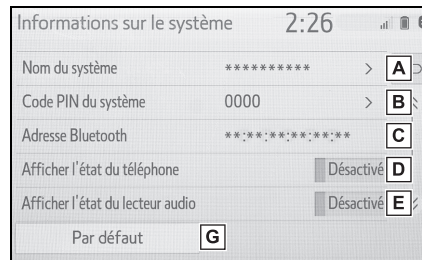 Informations sur le système 2:26
Nom du système ********** > A
Code PIN du système 0000 > B
Adresse Bluetooth **:**:**:**:**:** C
Afficher l'état du téléphone Désactivé D
Afficher l'état du lecteur audio Désactivé E
Par défaut G